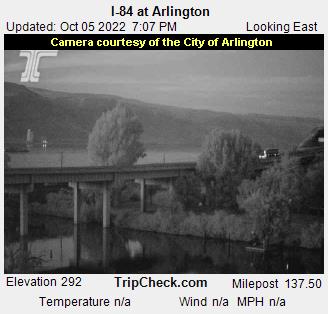 I-84 at Arlington
Updated: Oct 05 2022 7:07 PM Looking East
Camera courtesy of the City of Arlington
Elevation 292 TripCheck.com Milepost 137.50
Temperature n/a Wind n/a MPH n/a